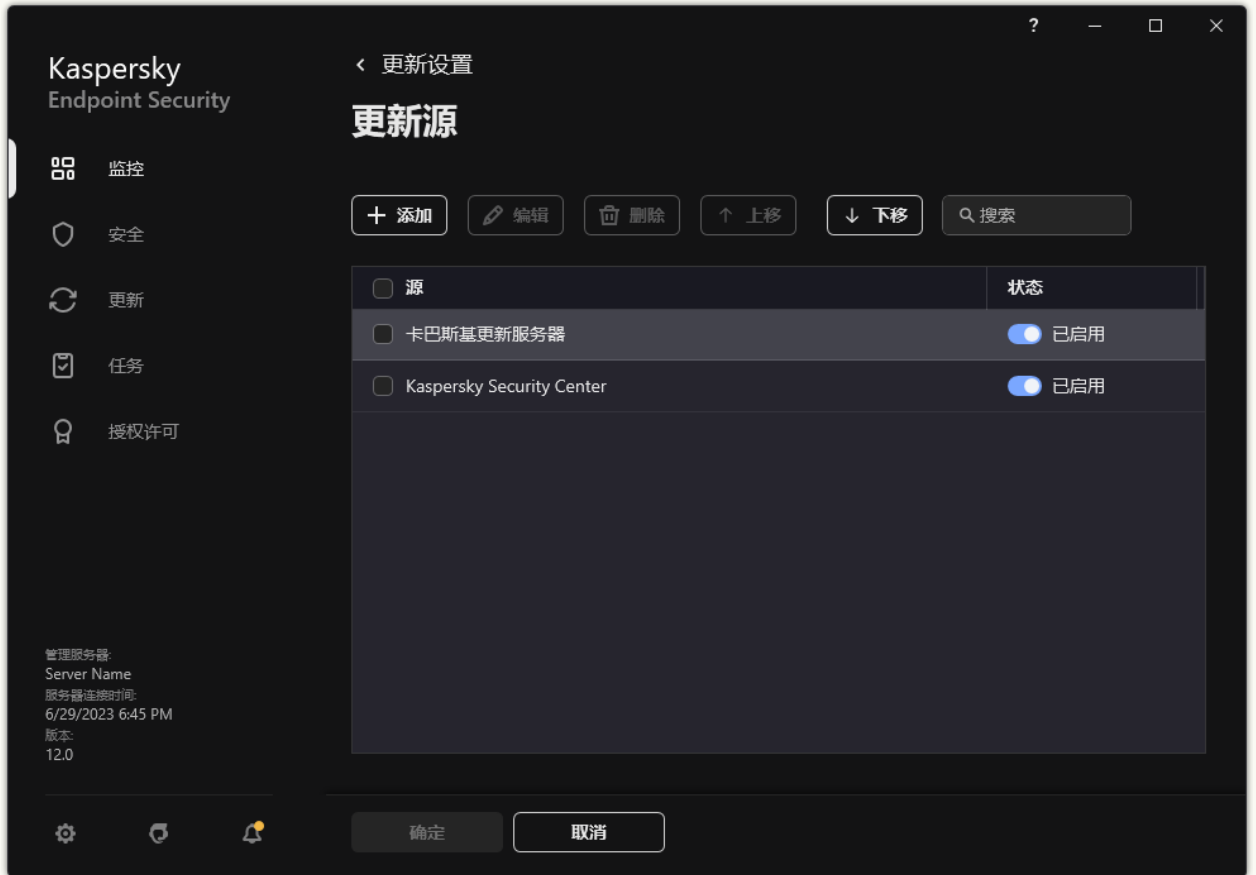 ?
Kaspersky
Endpoint Security
监控
安全
更新
任务
授权许可
管理服务器:
Server Name
服务器连接时间:
6/29/2023 6:45 PM
版本:
12.0
更新设置
更新源
添加 编辑 删除 上移 下移 搜索
源 状态
卡巴斯基更新服务器 已启用
Kaspersky Security Center 已启用
确定 取消